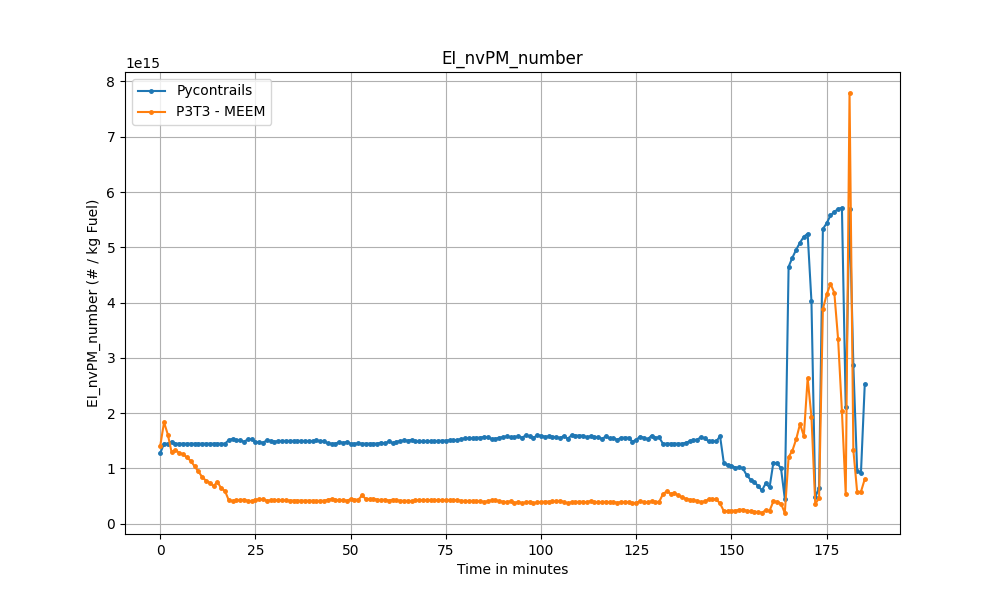 EI_nvPM_number
1e15
Pycontrails
P3T3 - MEEM
EI_nvPM_number (# / kg Fuel)
8
7
6
5
4
3
2
1
0
0 25 50 75 100 125 150 175
Time in minutes